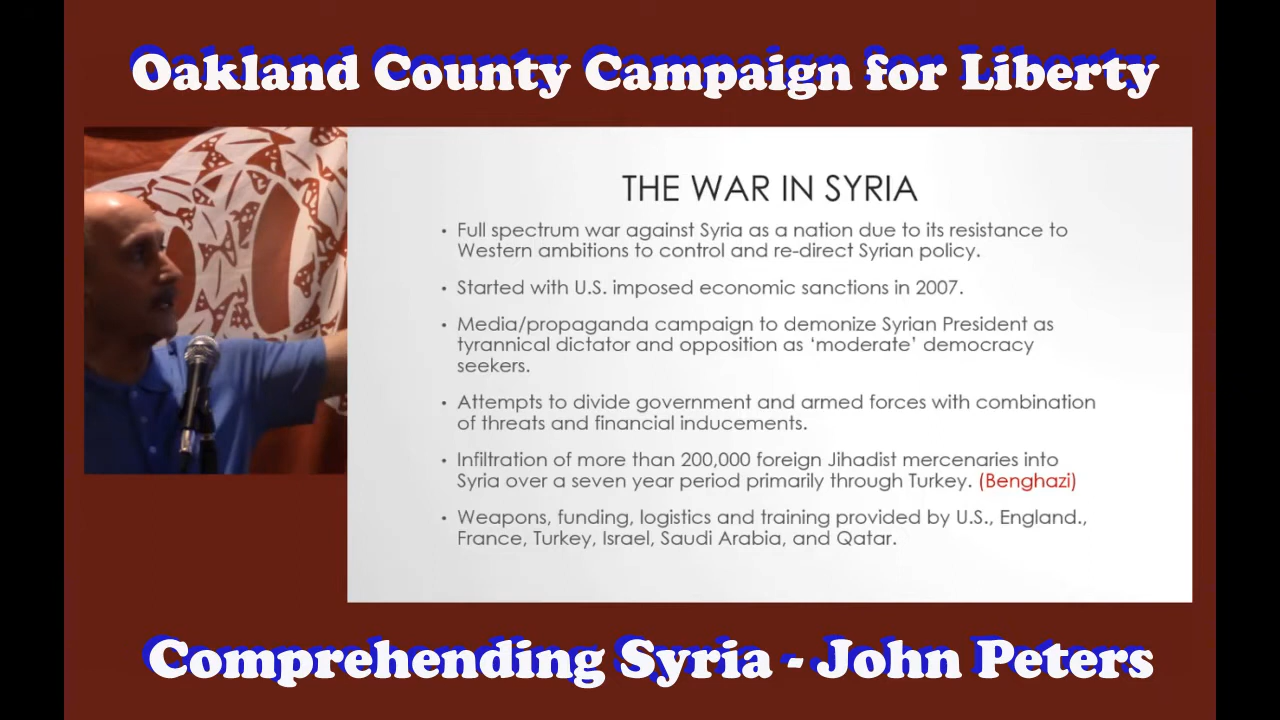 Oakland County Campaign for Liberty
THE WAR IN SYRIA
• Full spectrum war against Syria as a nation due to its resistance to
Western ambitions to control and re-direct Syrian policy.
• Started with U.S. imposed economic sanctions in 2007.
• Media/propaganda campaign to demonize Syrian President as
tyrannical dictator and opposition as ‘moderate’ democracy
seekers.
• Attempts to divide government and armed forces with combination
of threats and financial inducements.
• Infiltration of more than 200,000 foreign Jihadist mercenaries into
Syria over a seven year period primarily through Turkey. (Benghazi)
• Weapons, funding, logistics and training provided by U.S., England.,
France, Turkey, Israel, Saudi Arabia, and Qatar.
Comprehending Syria - John Peters